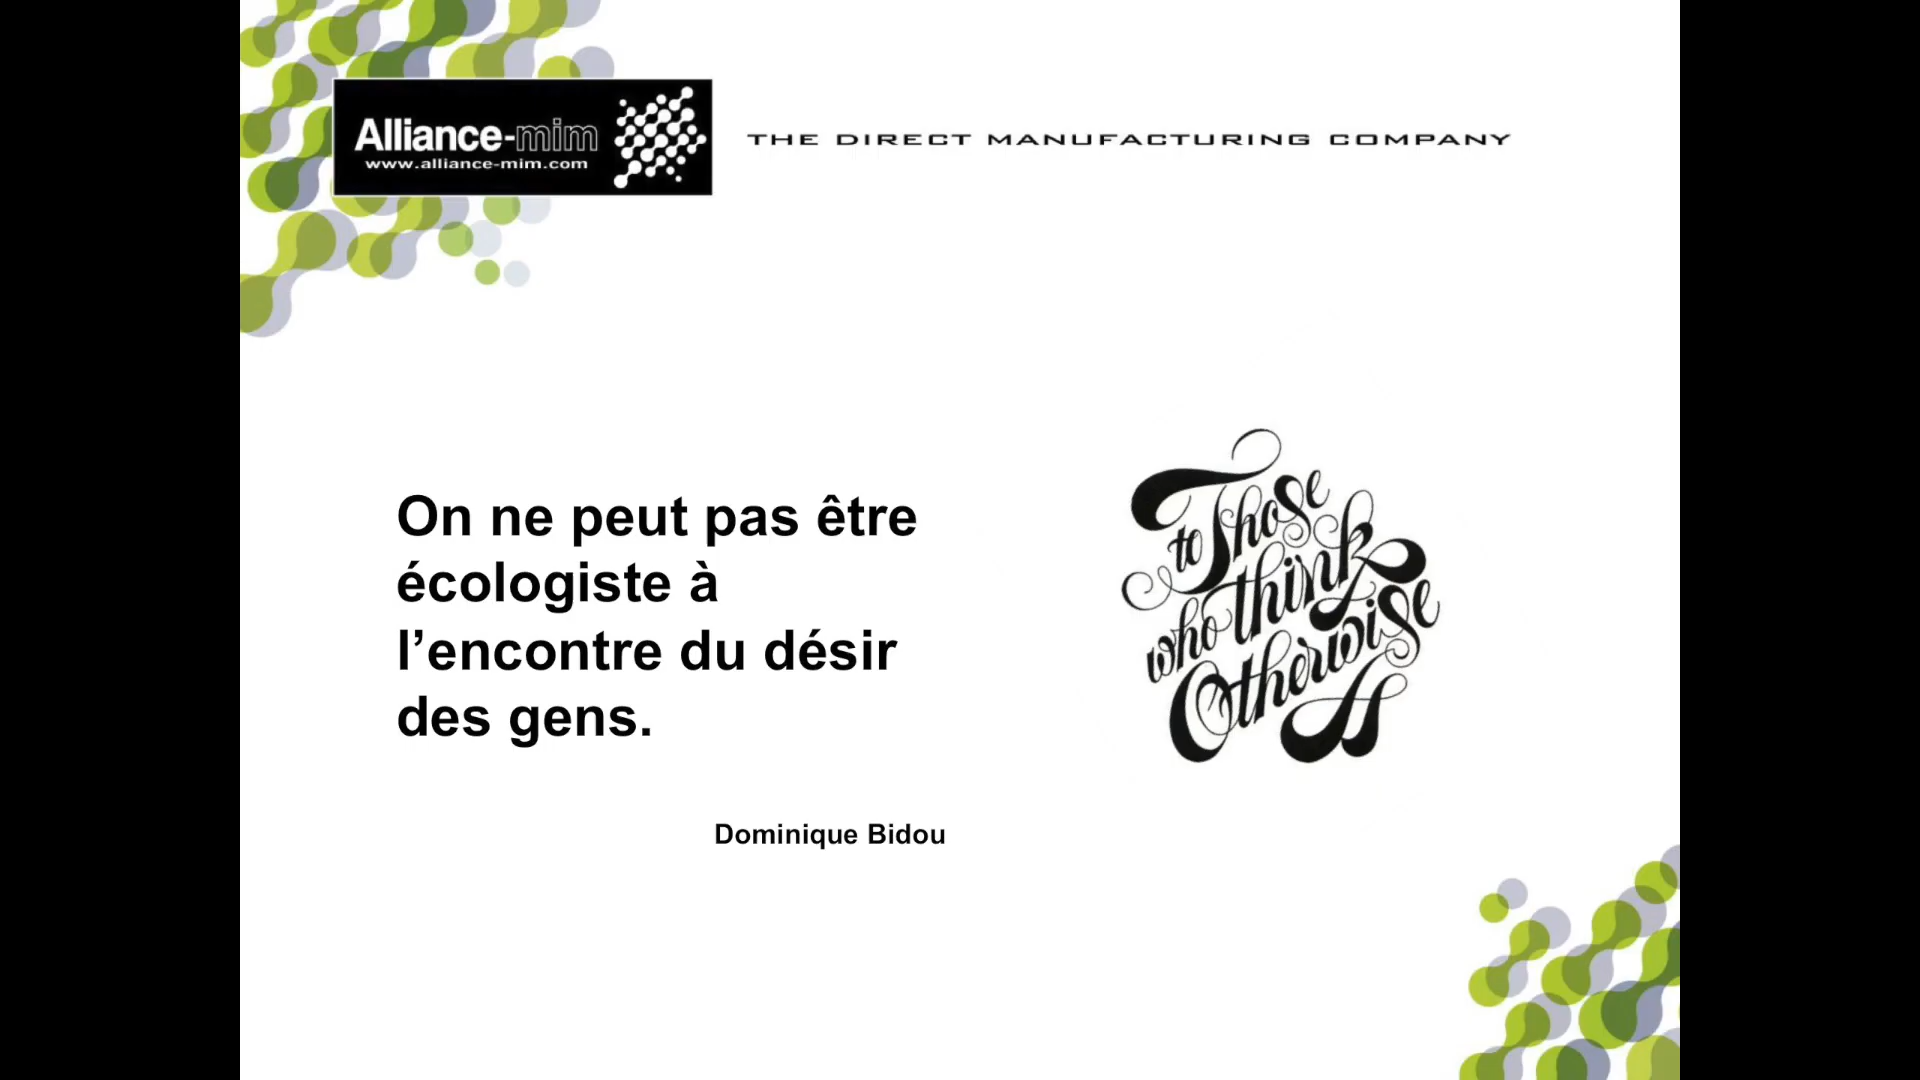 Alliance-mim
www.alliance-mim.com
THE DIRECT MANUFACTURING COMPANY
On ne peut pas être
écologiste à
l’encontre du désir
des gens.
Dominique Bidou
to Those
who think
Otherwise